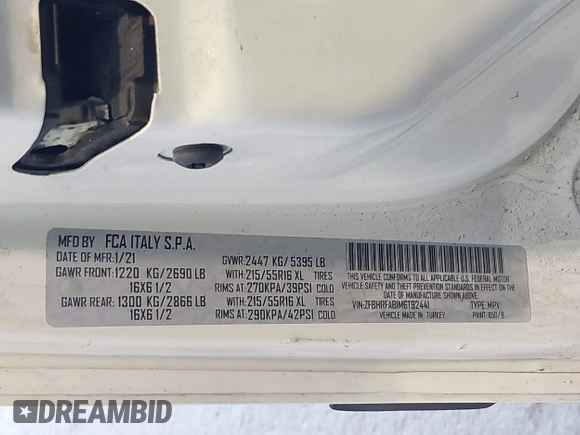 MFD BY FCA ITALY S.P.A.
DATE OF MFR:1/21 GVWR:2447 KG/5395 LB
GAWR FRONT:1220 KG/2690 LB WITH:215/55R16 XL TIRES
16X6 1/2 RIMS AT:270KPA/39PSI COLD
GAWR REAR:1300 KG/2866 LB WITH:215/55R16 XL TIRES
16X6 1/2 RIMS AT:290KPA/42PSI COLD
THIS VEHICLE CONFORMS TO ALL APPLICABLE U.S. FEDERAL MOTOR
VEHICLE SAFETY AND THEFT PREVENTION STANDARDS IN EFFECT ON THE
DATE OF MANUFACTURE SHOWN ABOVE.
VIN:ZFBHRFAB1M6T92441 TYPE: MPV
VEHICLE MADE IN: TURKEY PAINT:
DREAMBID